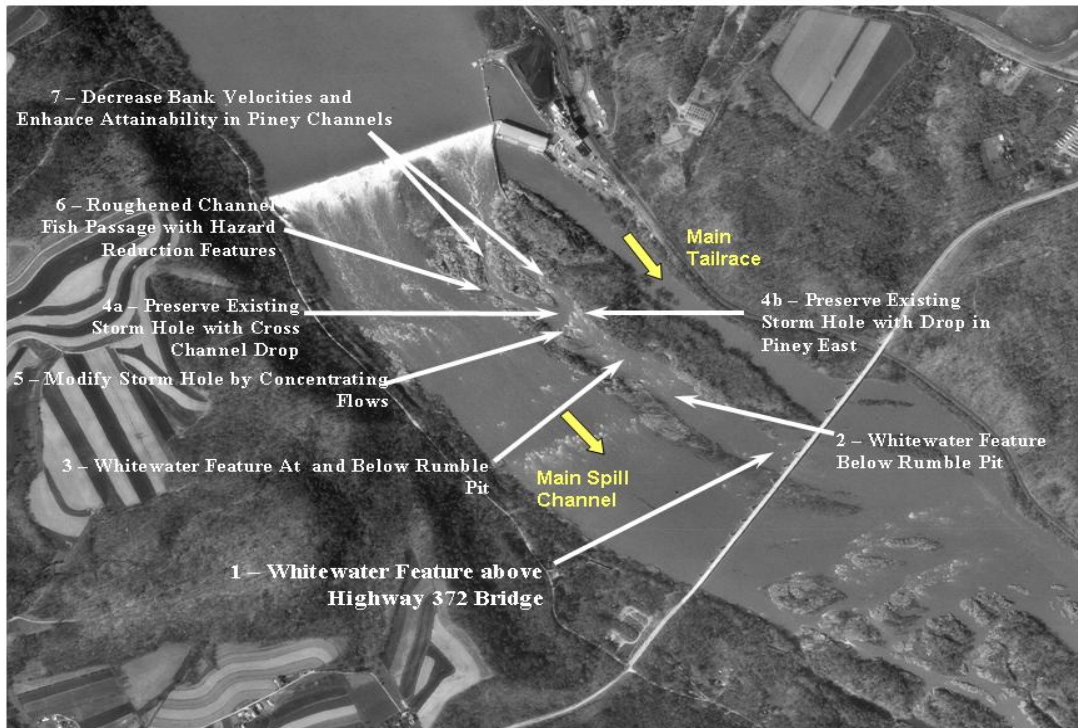 7 – Decrease Bank Velocities and
Enhance Attainability in Piney Channels
6 – Roughened Channel
Fish Passage with Hazard
Reduction Features
Main
Tailrace
4a – Preserve Existing
Storm Hole with Cross
Channel Drop
4b – Preserve Existing
Storm Hole with Drop in
Piney East
5 – Modify Storm Hole by Concentrating
Flows
3 – Whitewater Feature At and Below Rumble
Pit
Main Spill
Channel
2 – Whitewater Feature
Below Rumble Pit
1 – Whitewater Feature above
Highway 372 Bridge